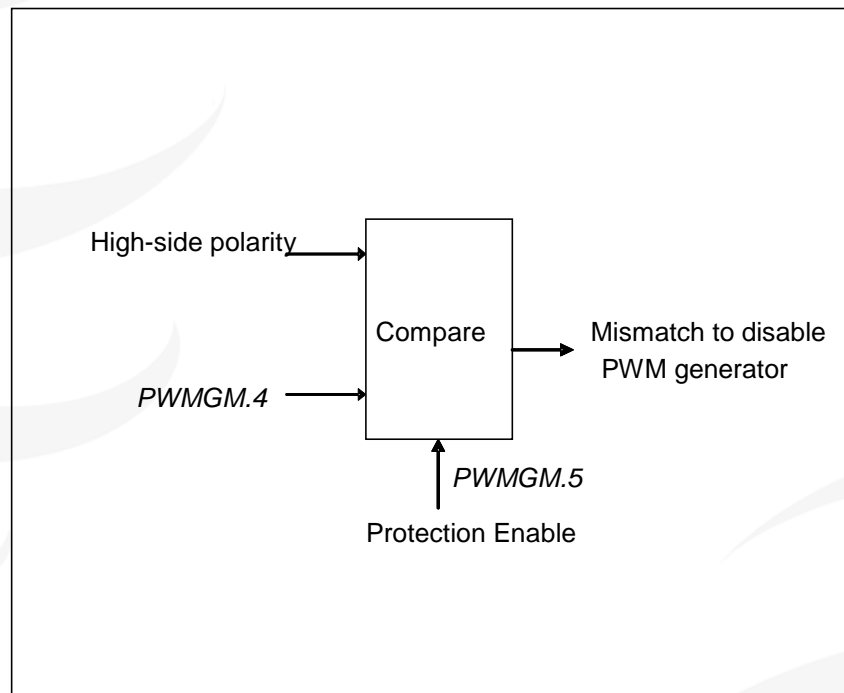 High-side polarity
Compare
Mismatch to disable
PWM generator
PWMGM.4
PWMGM.5
Protection Enable